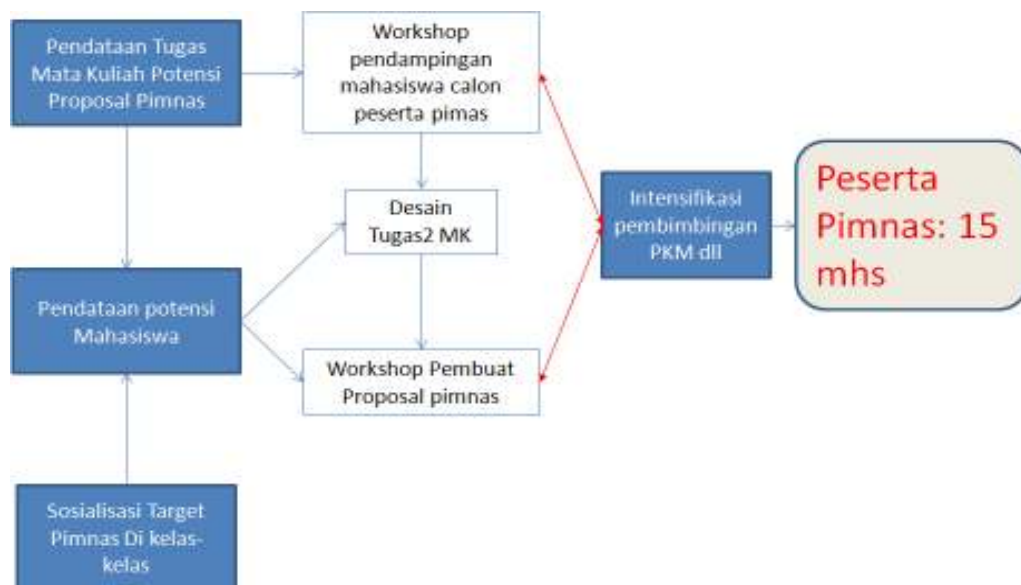 Pendataan Tugas
Mata Kuliah Potensi
Proposal Pimnas
Workshop
pendampingan
mahasiswa calon
peserta pimas
Desain
Tugas2 MK
Intensifikasi
pembimbingan
PKM dll
Peserta
Pimnas: 15
mhs
Pendataan potensi
Mahasiswa
Workshop Pembuat
Proposal pimnas
Sosialisasi Target
Pimnas Di kelas-
kelas